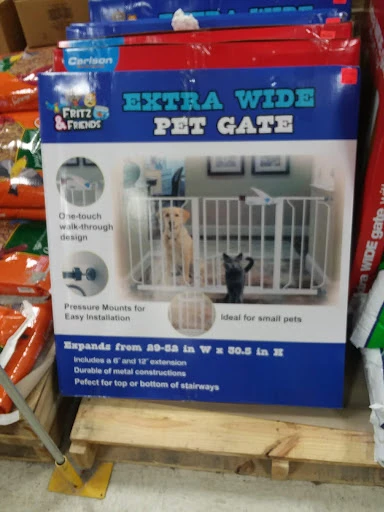 Carlson
FRITZ
& FRIENDS
EXTRA WIDE
PET GATE
One-touch
walk-through
design
Pressure Mounts for
Easy Installation
Ideal for small pets
Expands from 29-52 in W x 30.5 in H
Includes a 6" and 12" extension
Durable of metal constructions
Pefect for top or bottom of stairways
WIDE gate